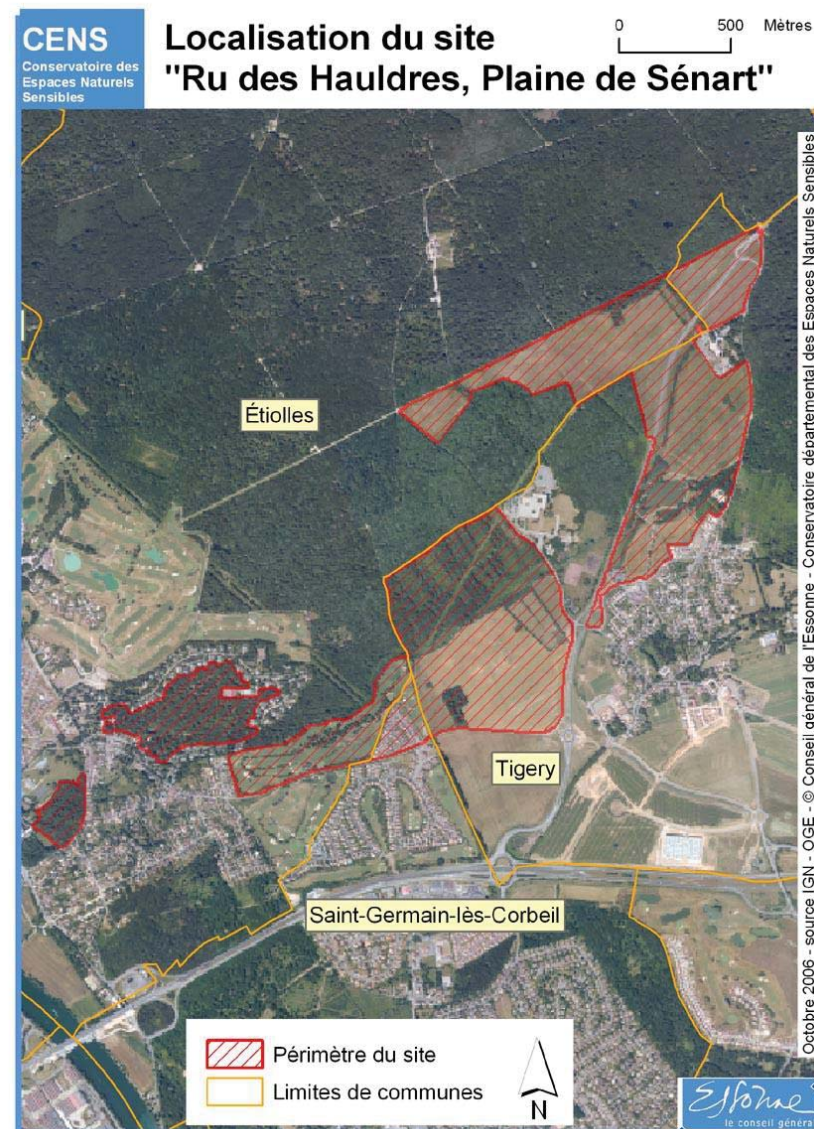 CENS
Conservatoire des
Espaces Naturels
Sensibles
Localisation du site
"Ru des Hauldres, Plaine de Sénart"
0 500 Mètres
Étiolles
Tigery
Saint-Germain-lès-Corbeil
Périmètre du site
Limites de communes
N
Octobre 2006 - source IGN - OGE - © Conseil général de l'Essonne - Conservatoire départemental des Espaces Naturels Sensibles
Essonne
le conseil généra